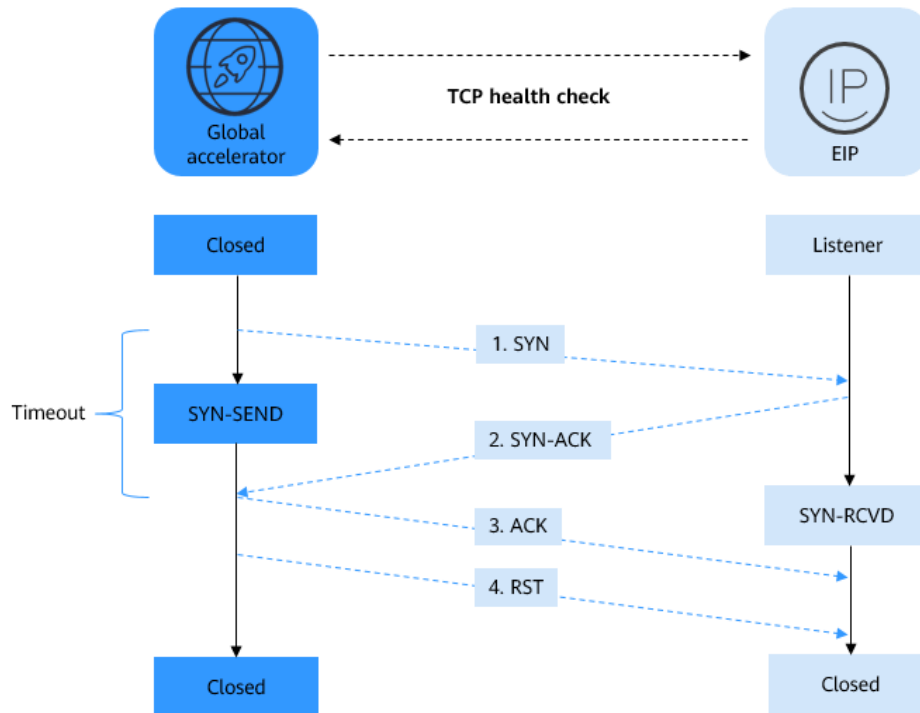 TCP health check
IP
Global
accelerator
EIP
Closed
Listener
1. SYN
Timeout
SYN-SEND
2. SYN-ACK
SYN-RCVD
3. ACK
4. RST
Closed
Closed